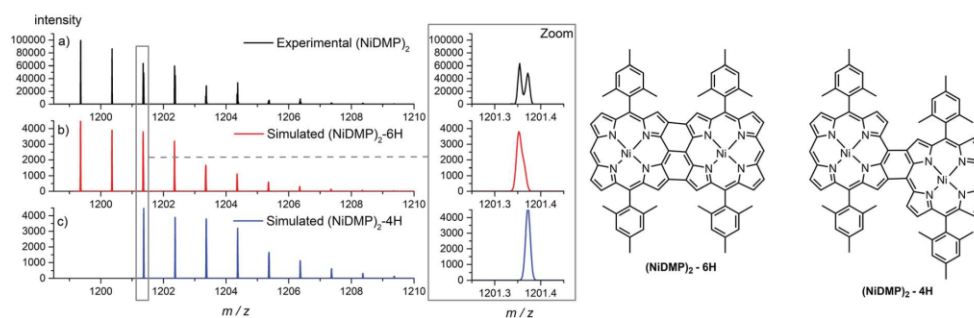 intensity
a)
Experimental (NiDMP)₂
100000
80000
60000
40000
20000
0
1200 1202 1204 1206 1208 1210
b)
Simulated (NiDMP)₂-6H
4000
3000
2000
1000
0
1200 1202 1204 1206 1208 1210
c)
Simulated (NiDMP)₂-4H
4000
3000
2000
1000
0
1200 1202 1204 1206 1208 1210
m / z
Zoom
100000
80000
60000
40000
20000
0
1201.3 1201.4
4000
3000
2000
1000
0
1201.3 1201.4
4000
3000
2000
1000
0
1201.3 1201.4
m / z
N N N N
Ni Ni
N N N N
(NiDMP)₂ - 6H
N N
Ni
N N
N N
Ni
N N
(NiDMP)₂ - 4H